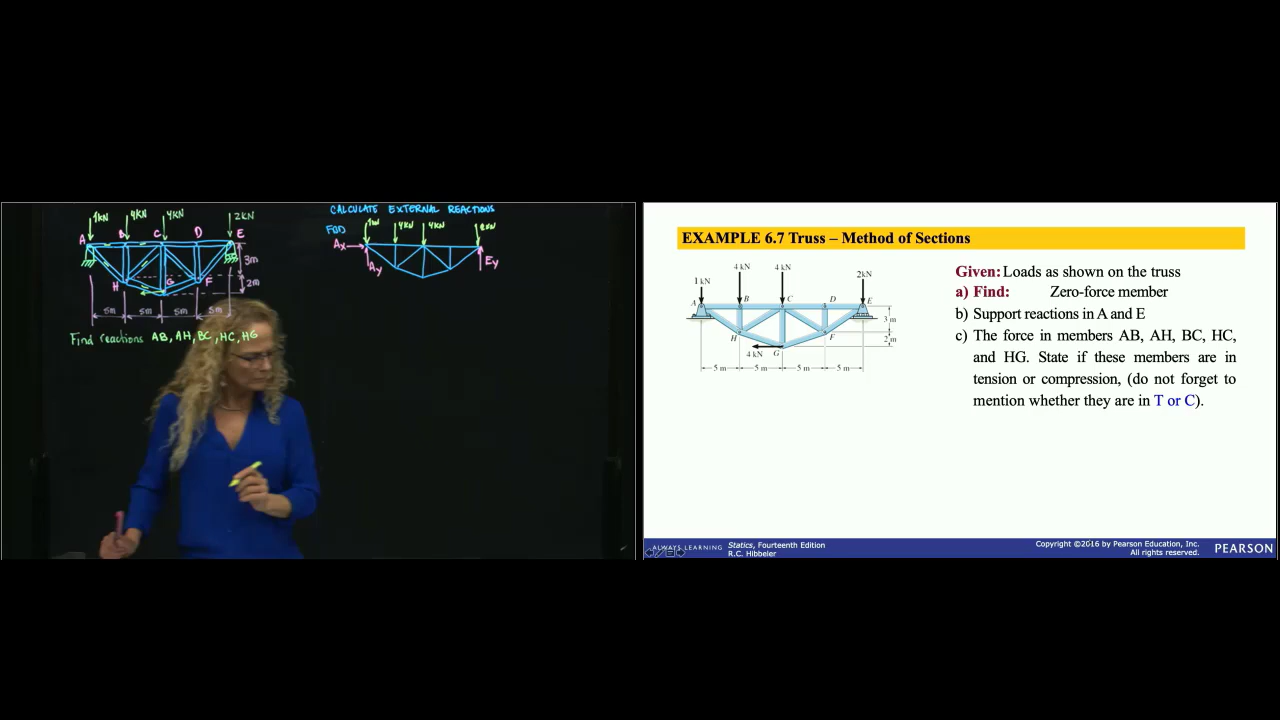 1kN 4kN 4kN 2kN
A B C D E
3m
H G F 2m
5m 5m 5m 5m
Find reactions AB, AH, BC, HC, HG
CALCULATE EXTERNAL REACTIONS
FBD 4kN 4kN
Ax
Ay Ey
EXAMPLE 6.7 Truss – Method of Sections
4 kN 4 kN
1 kN 2kN
A B C D E
3 m
H F
2 m
4 kN G
5 m 5 m 5 m 5 m
Given: Loads as shown on the truss
a) Find: Zero-force member
b) Support reactions in A and E
c) The force in members AB, AH, BC, HC,
and HG. State if these members are in
tension or compression, (do not forget to
mention whether they are in T or C).
ALWAYS LEARNING
Statics, Fourteenth Edition
R.C. Hibbeler
Copyright ©2016 by Pearson Education, Inc.
All rights reserved.
PEARSON